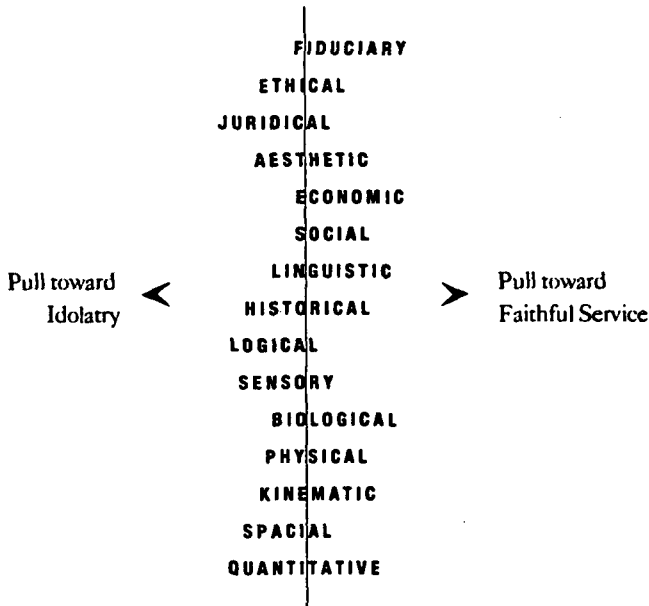 FIDUCIARY
ETHICAL
JURIDICAL
AESTHETIC
ECONOMIC
SOCIAL
LINGUISTIC
Pull toward
Idolatry
Pull toward
Faithful Service
HISTORICAL
LOGICAL
SENSORY
BIOLOGICAL
PHYSICAL
KINEMATIC
SPACIAL
QUANTITATIVE